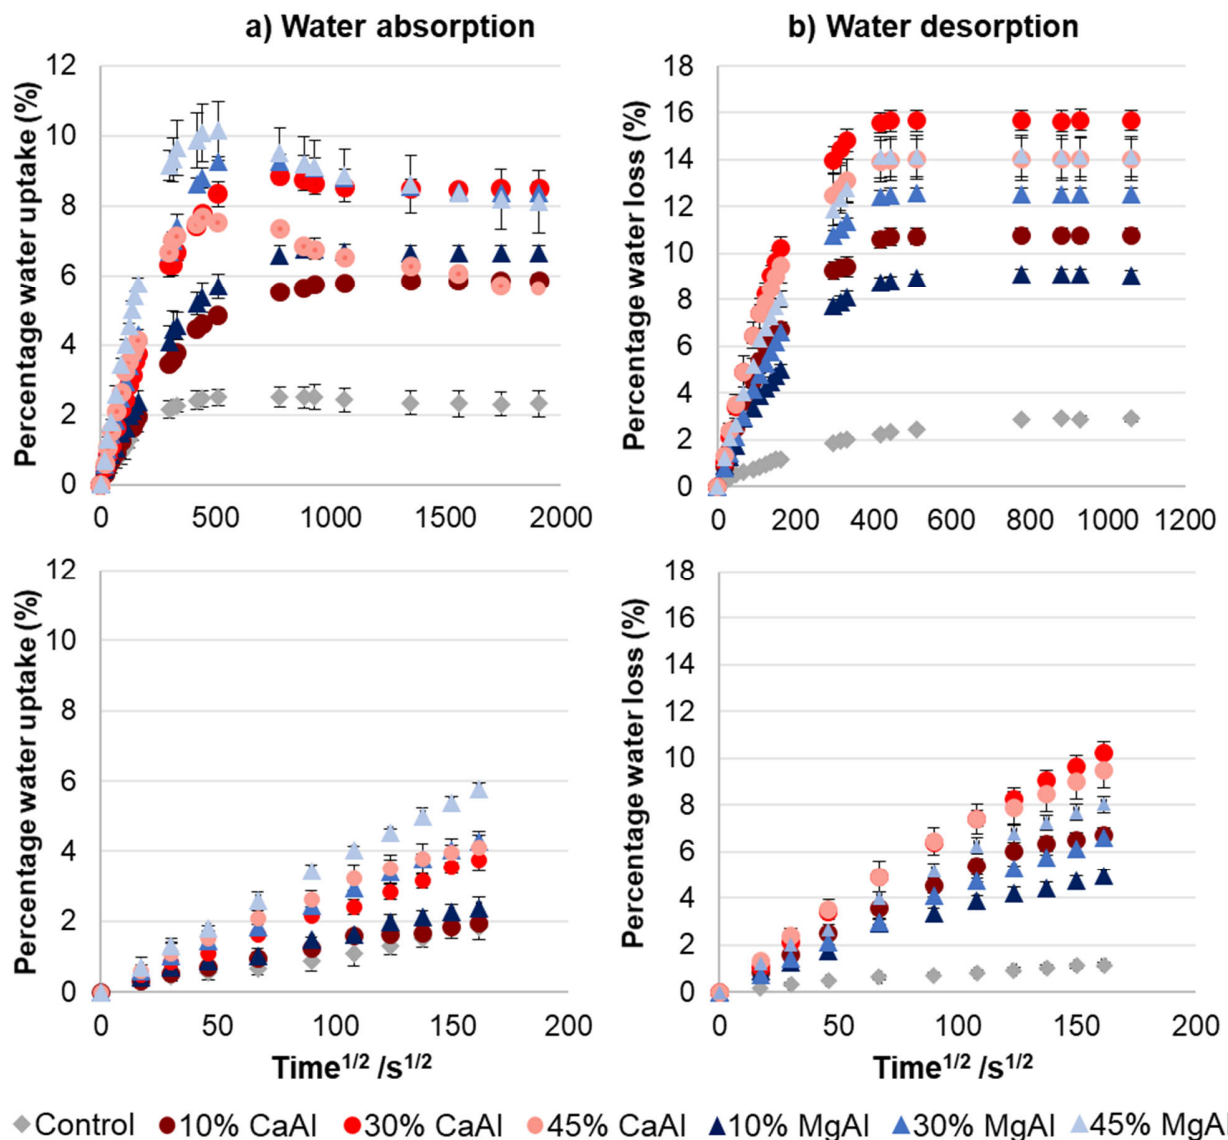 a) Water absorption
b) Water desorption
Percentage water uptake (%)
12
10
8
6
4
2
0
0 500 1000 1500 2000
Percentage water loss (%)
18
16
14
12
10
8
6
4
2
0
0 200 400 600 800 1000 1200
Percentage water uptake (%)
12
10
8
6
4
2
0
0 50 100 150 200
Time1/2 /s1/2
Percentage water loss (%)
18
16
14
12
10
8
6
4
2
0
0 50 100 150 200
Time1/2 /s1/2
Control 10% CaAl 30% CaAl 45% CaAl 10% MgAl 30% MgAl 45% MgAl